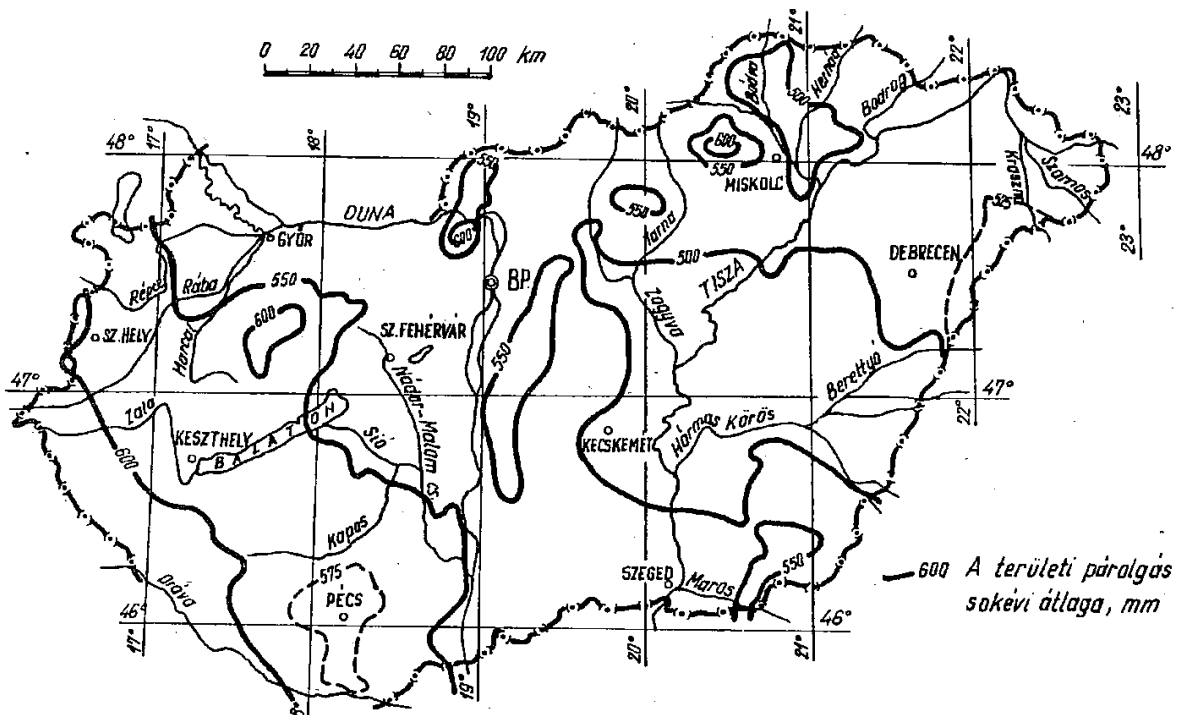 0 20 40 60 80 100 km
17°
18°
19°
20°
21°
22°
23°
48°
48°
Bódva
Hernád
Bodrog
500
600
550
MISKOLC
Szamos
550
600
DUNA
GYŐR
550
Tarna
500
TISZA
DEBRECEN
23°
Répce
Rába
550
600
BP.
Zagyva
SZ.HELY
Marcal
SZ.FEHÉRVÁR
550
Berettyó
47°
47°
22°
Zala
Nádor-Malom cs.
KESZTHELY
BALATON
Sió
KECSKEMÉT
Hármas Körös
600
Kapos
575
PÉCS
Dráva
SZEGED
Maros
550
46°
46°
17°
18°
19°
20°
21°
600 A területi párolgás
sokévi átlaga, mm